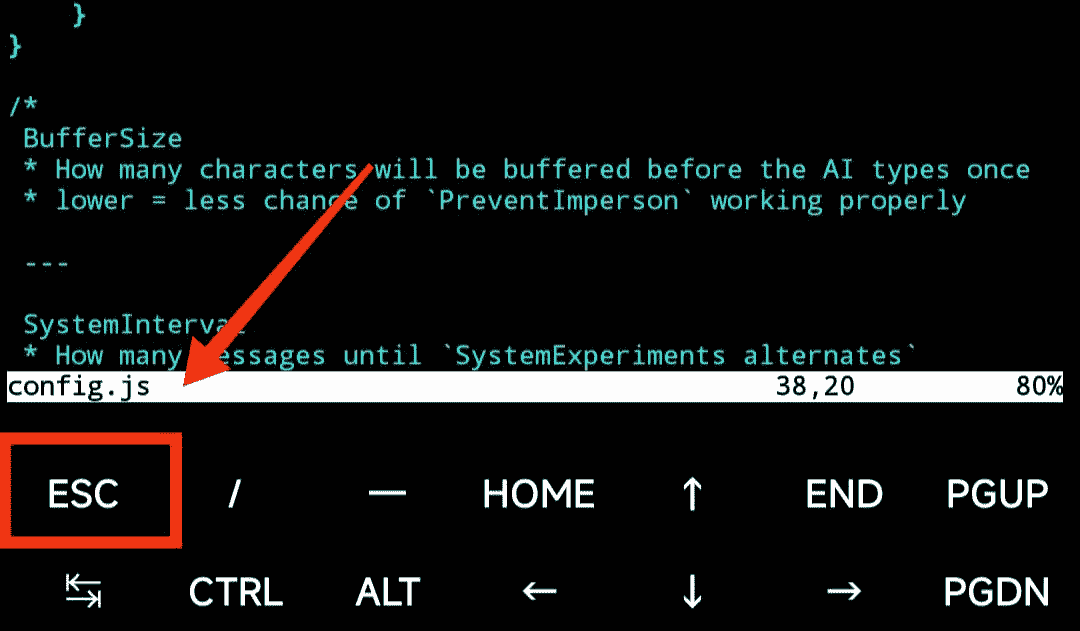 }
}
/*
BufferSize
* How many characters will be buffered before the AI types once
* lower = less chance of `PreventImperson` working properly
---
SystemInterval
* How many messages until `SystemExperiments alternates`
config.js 38,20 80%
ESC / — HOME ↑ END PGUP
↹ CTRL ALT ← ↓ → PGDN